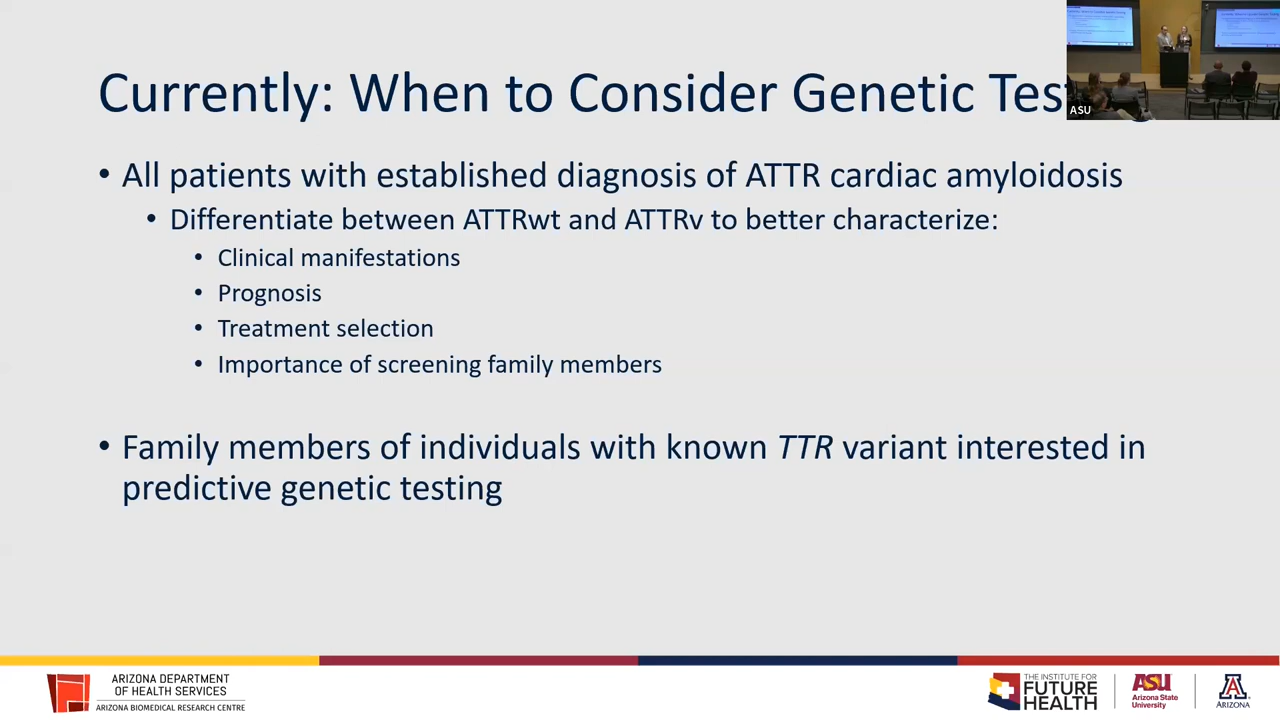 Currently: When to Consider Genetic Tes
ASU
• All patients with established diagnosis of ATTR cardiac amyloidosis
• Differentiate between ATTRwt and ATTRv to better characterize:
• Clinical manifestations
• Prognosis
• Treatment selection
• Importance of screening family members
• Family members of individuals with known TTR variant interested in
predictive genetic testing
ARIZONA DEPARTMENT
OF HEALTH SERVICES
ARIZONA BIOMEDICAL RESEARCH CENTRE
THE INSTITUTE FOR
FUTURE
HEALTH
ASU
Arizona State
University
A
ARIZONA